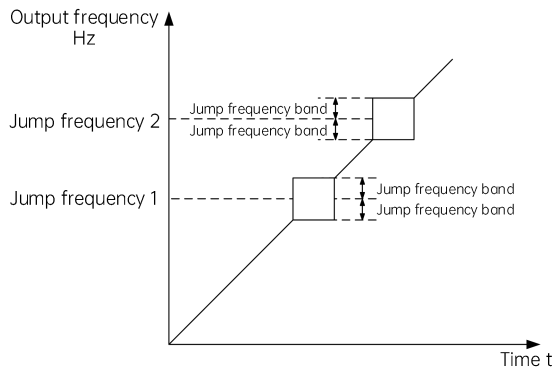 Output frequency
Hz
Jump frequency band
Jump frequency 2
Jump frequency band
Jump frequency band
Jump frequency 1
Jump frequency band
Time t